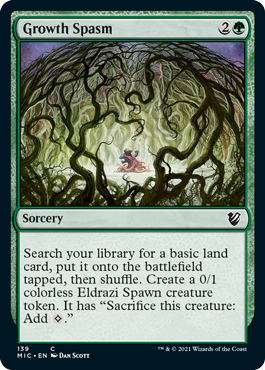 Growth Spasm 2
Sorcery
Search your library for a basic land
card, put it onto the battlefield
tapped, then shuffle. Create a 0/1
colorless Eldrazi Spawn creature
token. It has “Sacrifice this creature:
Add .”
139 C
MIC • EN DAN SCOTT
™ & © 2021 Wizards of the Coast